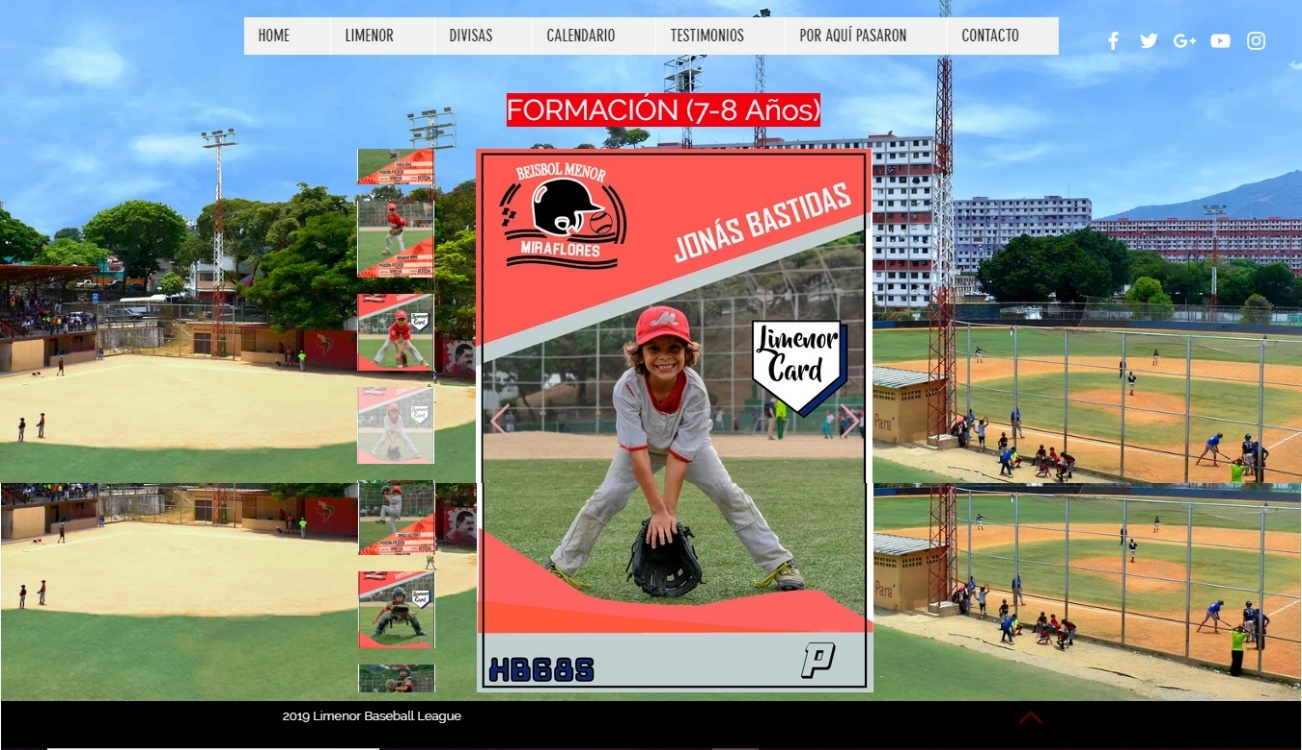 HOME
LIMENOR
DIVISAS
CALENDARIO
TESTIMONIOS
POR AQUÍ PASARON
CONTACTO
FORMACIÓN (7-8 Años)
BEISBOL MENOR
MIRAFLORES
JONÁS BASTIDAS
Limenor
Card
HB68S
P
2019 Limenor Baseball League